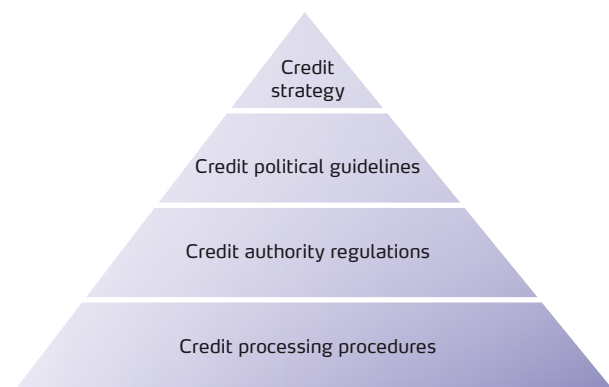 Credit
strategy
Credit political guidelines
Credit authority regulations
Credit processing procedures